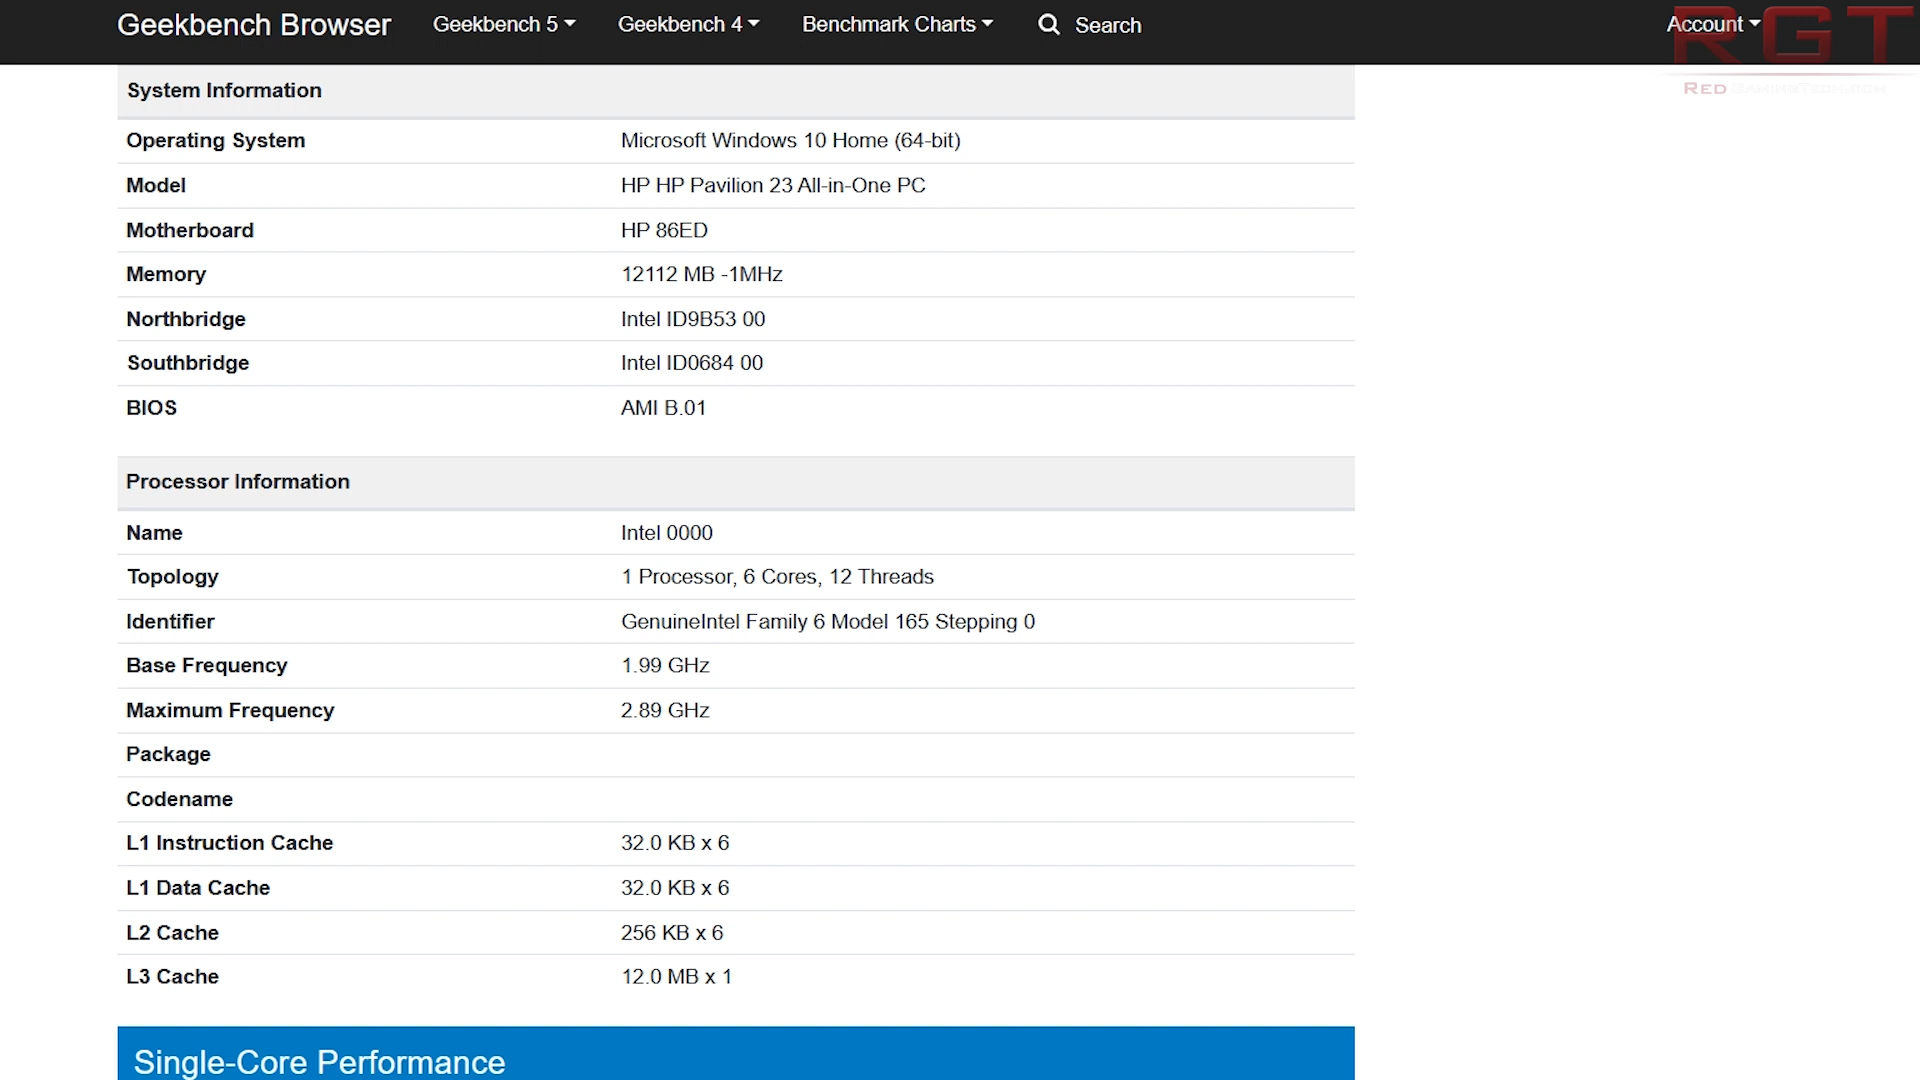 Geekbench Browser Geekbench 5 Geekbench 4 Benchmark Charts Search Account
RGT
RED GAMINGTECH.COM
System Information
Operating System Microsoft Windows 10 Home (64-bit)
Model HP HP Pavilion 23 All-in-One PC
Motherboard HP 86ED
Memory 12112 MB -1MHz
Northbridge Intel ID9B53 00
Southbridge Intel ID0684 00
BIOS AMI B.01
Processor Information
Name Intel 0000
Topology 1 Processor, 6 Cores, 12 Threads
Identifier GenuineIntel Family 6 Model 165 Stepping 0
Base Frequency 1.99 GHz
Maximum Frequency 2.89 GHz
Package
Codename
L1 Instruction Cache 32.0 KB x 6
L1 Data Cache 32.0 KB x 6
L2 Cache 256 KB x 6
L3 Cache 12.0 MB x 1
Single-Core Performance